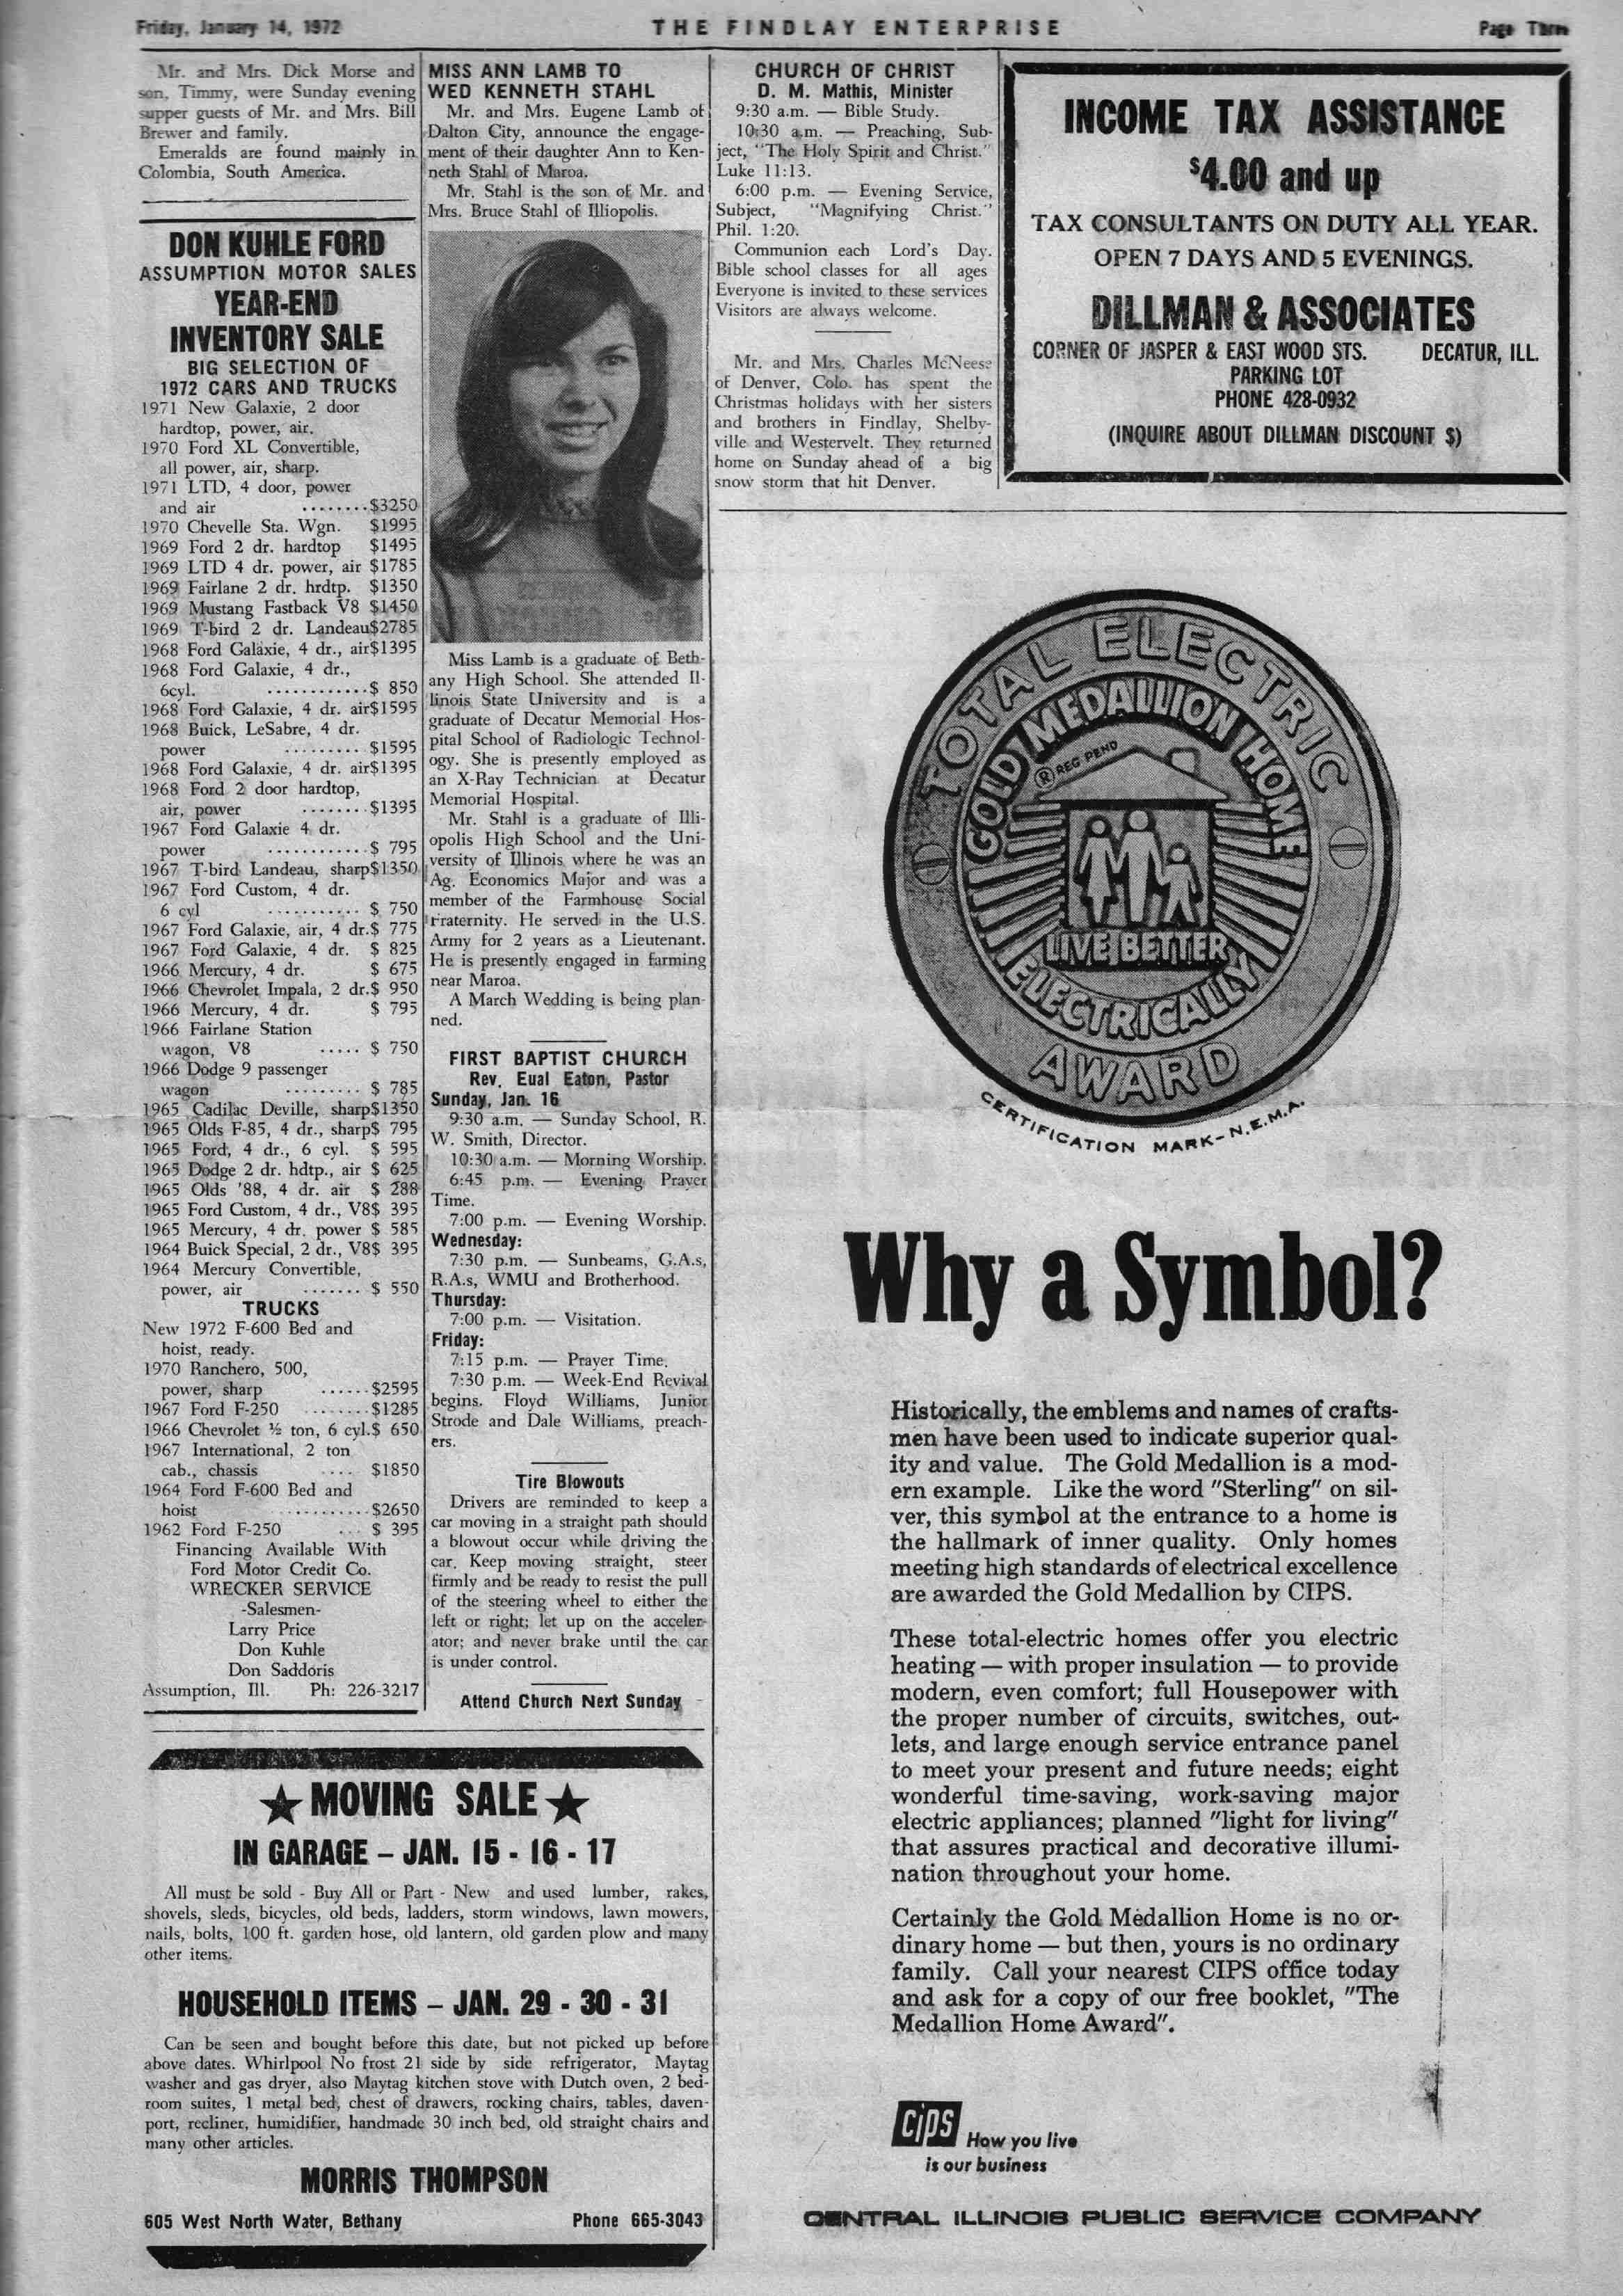 Friday, January 14, 1972
THE FINDLAY ENTERPRISE
Page Three
Mr. and Mrs. Dick Morse and
son, Timmy, were Sunday evening
supper guests of Mr. and Mrs. Bill
Brewer and family.
Emeralds are found mainly in
Colombia, South America.
DON KUHLE FORD
ASSUMPTION MOTOR SALES
YEAR-END
INVENTORY SALE
BIG SELECTION OF
1972 CARS AND TRUCKS
1971 New Galaxie, 2 door
hardtop, power, air.
1970 Ford XL Convertible,
all power, air, sharp.
1971 LTD, 4 door, power
and air ........$3250
1970 Chevelle Sta. Wgn. $1995
1969 Ford 2 dr. hardtop $1495
1969 LTD 4 dr. power, air $1785
1969 Fairlane 2 dr. hrdtp. $1350
1969 Mustang Fastback V8 $1450
1969 T-bird 2 dr. Landeau$2785
1968 Ford Galaxie, 4 dr., air$1395
1968 Ford Galaxie, 4 dr.,
6cyl. ............$ 850
1968 Ford Galaxie, 4 dr. air$1595
1968 Buick, LeSabre, 4 dr.
power .........$1595
1968 Ford Galaxie, 4 dr. air$1395
1968 Ford 2 door hardtop,
air, power ........$1395
1967 Ford Galaxie 4 dr.
power ............$ 795
1967 T-bird Landeau, sharp$1350
1967 Ford Custom, 4 dr.
6 cyl ...........$ 750
1967 Ford Galaxie, air, 4 dr.$ 775
1967 Ford Galaxie, 4 dr. $ 825
1966 Mercury, 4 dr. $ 675
1966 Chevrolet Impala, 2 dr.$ 950
1966 Mercury, 4 dr. $ 795
1966 Fairlane Station
wagon, V8 ..... $ 750
1966 Dodge 9 passenger
wagon ......... $ 785
1965 Cadilac Deville, sharp$1350
1965 Olds F-85, 4 dr., sharp$ 795
1965 Ford, 4 dr., 6 cyl. $ 595
1965 Dodge 2 dr. hdtp., air $ 625
1965 Olds '88, 4 dr. air $ 288
1965 Ford Custom, 4 dr., V8$ 395
1965 Mercury, 4 dr. power $ 585
1964 Buick Special, 2 dr., V8$ 395
1964 Mercury Convertible,
power, air ....... $ 550
TRUCKS
New 1972 F-600 Bed and
hoist, ready.
1970 Ranchero, 500,
power, sharp ......$2595
1967 Ford F-250 ........$1285
1966 Chevrolet ½ ton, 6 cyl.$ 650
1967 International, 2 ton
cab., chassis .... $1850
1964 Ford F-600 Bed and
hoist ...........$2650
1962 Ford F-250 ... $ 395
Financing Available With
Ford Motor Credit Co.
WRECKER SERVICE
-Salesmen-
Larry Price
Don Kuhle
Don Saddoris
Assumption, Ill. Ph: 226-3217
MISS ANN LAMB TO
WED KENNETH STAHL
Mr. and Mrs. Eugene Lamb of
Dalton City, announce the engage-
ment of their daughter Ann to Ken-
neth Stahl of Maroa.
Mr. Stahl is the son of Mr. and
Mrs. Bruce Stahl of Illiopolis.
Miss Lamb is a graduate of Beth-
any High School. She attended Il-
linois State University and is a
graduate of Decatur Memorial Hos-
pital School of Radiologic Technol-
ogy. She is presently employed as
an X-Ray Technician at Decatur
Memorial Hospital.
Mr. Stahl is a graduate of Illi-
opolis High School and the Uni-
versity of Illinois where he was an
Ag. Economics Major and was a
member of the Farmhouse Social
Fraternity. He served in the U.S.
Army for 2 years as a Lieutenant.
He is presently engaged in farming
near Maroa.
A March Wedding is being plan-
ned.
FIRST BAPTIST CHURCH
Rev. Eual Eaton, Pastor
Sunday, Jan. 16
9:30 a.m. — Sunday School, R.
W. Smith, Director.
10:30 a.m. — Morning Worship.
6:45 p.m. — Evening Prayer
Time.
7:00 p.m. — Evening Worship.
Wednesday:
7:30 p.m. — Sunbeams, G.A.s,
R.A.s, WMU and Brotherhood.
Thursday:
7:00 p.m. — Visitation.
Friday:
7:15 p.m. — Prayer Time.
7:30 p.m. — Week-End Revival
begins. Floyd Williams, Junior
Strode and Dale Williams, preach-
ers.
Tire Blowouts
Drivers are reminded to keep a
car moving in a straight path should
a blowout occur while driving the
car. Keep moving straight, steer
firmly and be ready to resist the pull
of the steering wheel to either the
left or right; let up on the acceler-
ator; and never brake until the car
is under control.
Attend Church Next Sunday
CHURCH OF CHRIST
D. M. Mathis, Minister
9:30 a.m. — Bible Study.
10:30 a.m. — Preaching, Sub-
ject, "The Holy Spirit and Christ."
Luke 11:13.
6:00 p.m. — Evening Service,
Subject, "Magnifying Christ."
Phil. 1:20.
Communion each Lord's Day.
Bible school classes for all ages
Everyone is invited to these services
Visitors are always welcome.
Mr. and Mrs. Charles McNeese
of Denver, Colo. has spent the
Christmas holidays with her sisters
and brothers in Findlay, Shelby-
ville and Westervelt. They returned
home on Sunday ahead of a big
snow storm that hit Denver.
INCOME TAX ASSISTANCE
$4.00 and up
TAX CONSULTANTS ON DUTY ALL YEAR.
OPEN 7 DAYS AND 5 EVENINGS.
DILLMAN & ASSOCIATES
CORNER OF JASPER & EAST WOOD STS. DECATUR, ILL.
PARKING LOT
PHONE 428-0932
(INQUIRE ABOUT DILLMAN DISCOUNT $)
TOTAL ELECTRIC
GOLD MEDALLION HOME
® REG PEND
LIVE BETTER
ELECTRICALLY
AWARD
CERTIFICATION MARK-N.E.M.A.
Why a Symbol?
Historically, the emblems and names of crafts-
men have been used to indicate superior qual-
ity and value. The Gold Medallion is a mod-
ern example. Like the word "Sterling" on sil-
ver, this symbol at the entrance to a home is
the hallmark of inner quality. Only homes
meeting high standards of electrical excellence
are awarded the Gold Medallion by CIPS.
These total-electric homes offer you electric
heating — with proper insulation — to provide
modern, even comfort; full Housepower with
the proper number of circuits, switches, out-
lets, and large enough service entrance panel
to meet your present and future needs; eight
wonderful time-saving, work-saving major
electric appliances; planned "light for living"
that assures practical and decorative illumi-
nation throughout your home.
Certainly the Gold Medallion Home is no or-
dinary home — but then, yours is no ordinary
family. Call your nearest CIPS office today
and ask for a copy of our free booklet, "The
Medallion Home Award".
CIPS How you live
is our business
CENTRAL ILLINOIS PUBLIC SERVICE COMPANY
★ MOVING SALE ★
IN GARAGE – JAN. 15 - 16 - 17
All must be sold - Buy All or Part - New and used lumber, rakes,
shovels, sleds, bicycles, old beds, ladders, storm windows, lawn mowers,
nails, bolts, 100 ft. garden hose, old lantern, old garden plow and many
other items.
HOUSEHOLD ITEMS – JAN. 29 - 30 - 31
Can be seen and bought before this date, but not picked up before
above dates. Whirlpool No frost 21 side by side refrigerator, Maytag
washer and gas dryer, also Maytag kitchen stove with Dutch oven, 2 bed-
room suites, 1 metal bed, chest of drawers, rocking chairs, tables, daven-
port, recliner, humidifier, handmade 30 inch bed, old straight chairs and
many other articles.
MORRIS THOMPSON
605 West North Water, Bethany Phone 665-3043